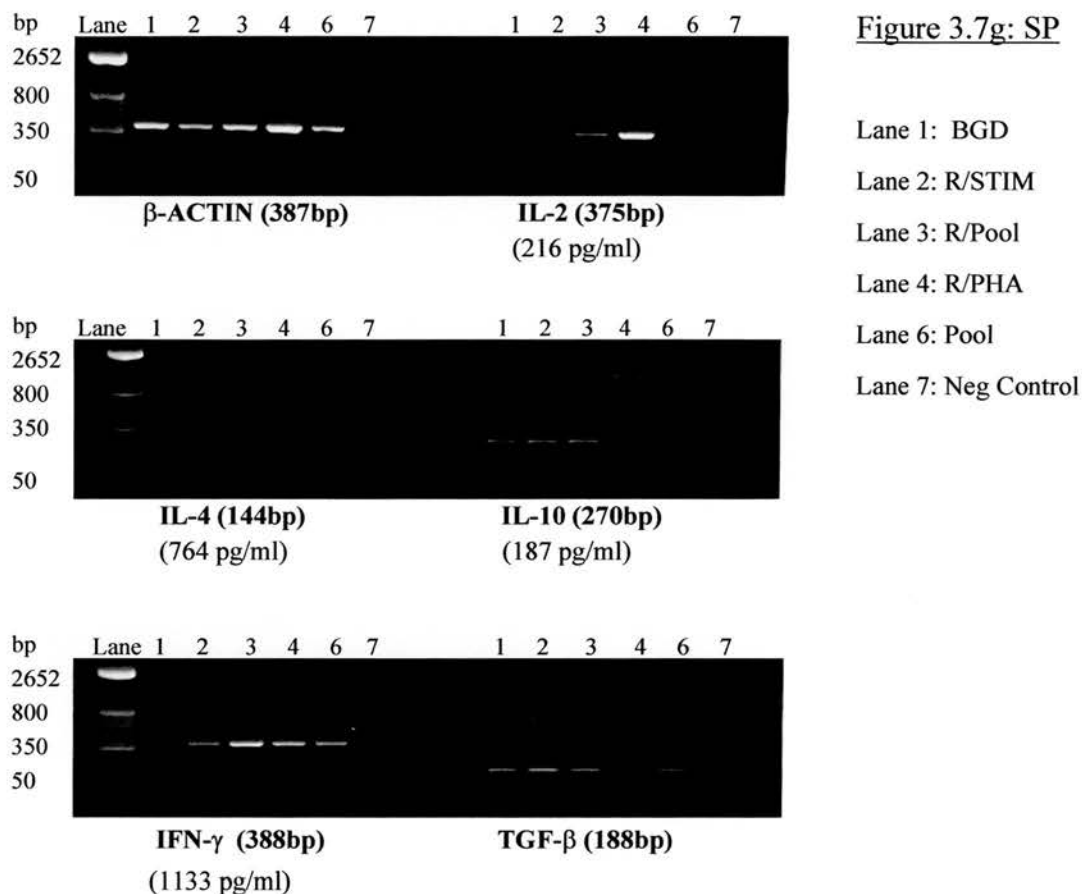 bp Lane 1 2 3 4 6 7 1 2 3 4 6 7
2652
800
350
50
β-ACTIN (387bp) IL-2 (375bp)
(216 pg/ml)
bp Lane 1 2 3 4 6 7 1 2 3 4 6 7
2652
800
350
50
IL-4 (144bp) IL-10 (270bp)
(764 pg/ml) (187 pg/ml)
bp Lane 1 2 3 4 6 7 1 2 3 4 6 7
2652
800
350
50
IFN-γ (388bp) TGF-β (188bp)
(1133 pg/ml)
Figure 3.7g: SP
Lane 1: BGD
Lane 2: R/STIM
Lane 3: R/Pool
Lane 4: R/PHA
Lane 6: Pool
Lane 7: Neg Control